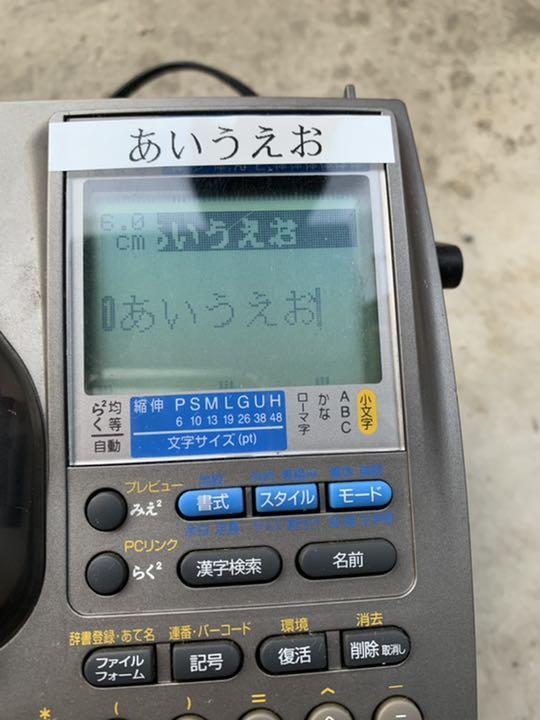 あいうえお
6.0
cm
いうえお
あいうえお
らく²
自動
均等
縮 伸 P S M L G U H
6 10 13 19 26 38 48
文字サイズ(pt)
ローマ字
かな
ABC
小文字
プレビュー
みえ²
書式
スタイル
モード
PCリンク
らく²
漢字検索
名前
辞書登録・あて名
連番・バーコード
環境
消去
ファイル
フォーム
記号
復活
削除 取消し
* ( ) = ^ –